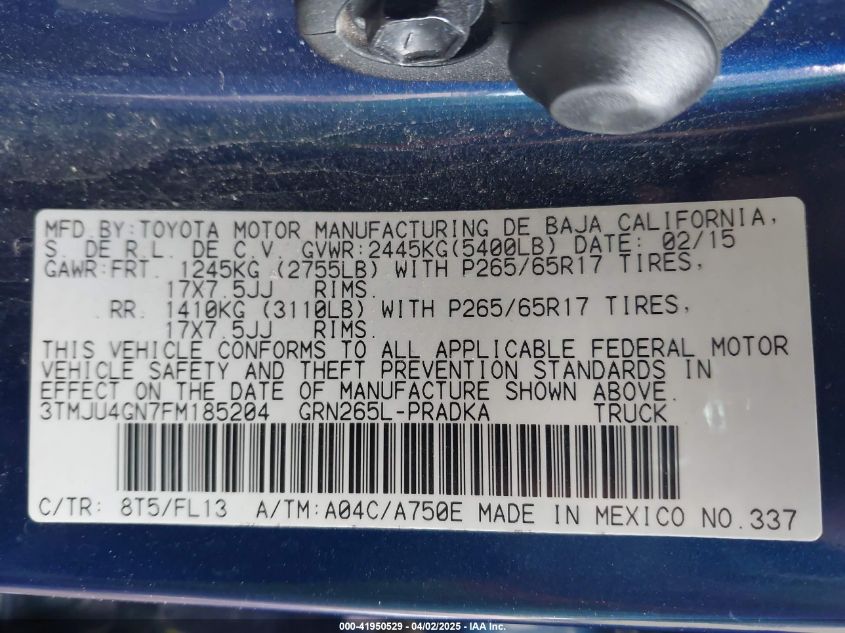 MFD.BY:TOYOTA MOTOR MANUFACTURING DE BAJA CALIFORNIA,
S. DE R.L. DE C.V. GVWR:2445KG(5400LB) DATE: 02/15
GAWR:FRT. 1245KG (2755LB) WITH P265/65R17 TIRES,
17X7.5JJ RIMS.
RR. 1410KG (3110LB) WITH P265/65R17 TIRES,
17X7.5JJ RIMS.
THIS VEHICLE CONFORMS TO ALL APPLICABLE FEDERAL MOTOR
VEHICLE SAFETY AND THEFT PREVENTION STANDARDS IN
EFFECT ON THE DATE OF MANUFACTURE SHOWN ABOVE.
3TMJU4GN7FM185204 GRN265L-PRADKA TRUCK
C/TR: 8T5/FL13 A/TM:A04C/A750E MADE IN MEXICO NO.337
000-41950529 - 04/02/2025 - IAA Inc.